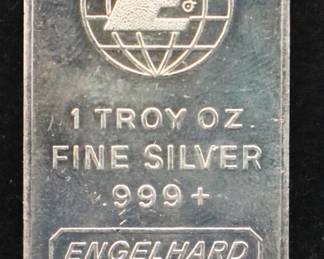 E
1 TROY OZ.
FINE SILVER
.999+
ENGELHARD